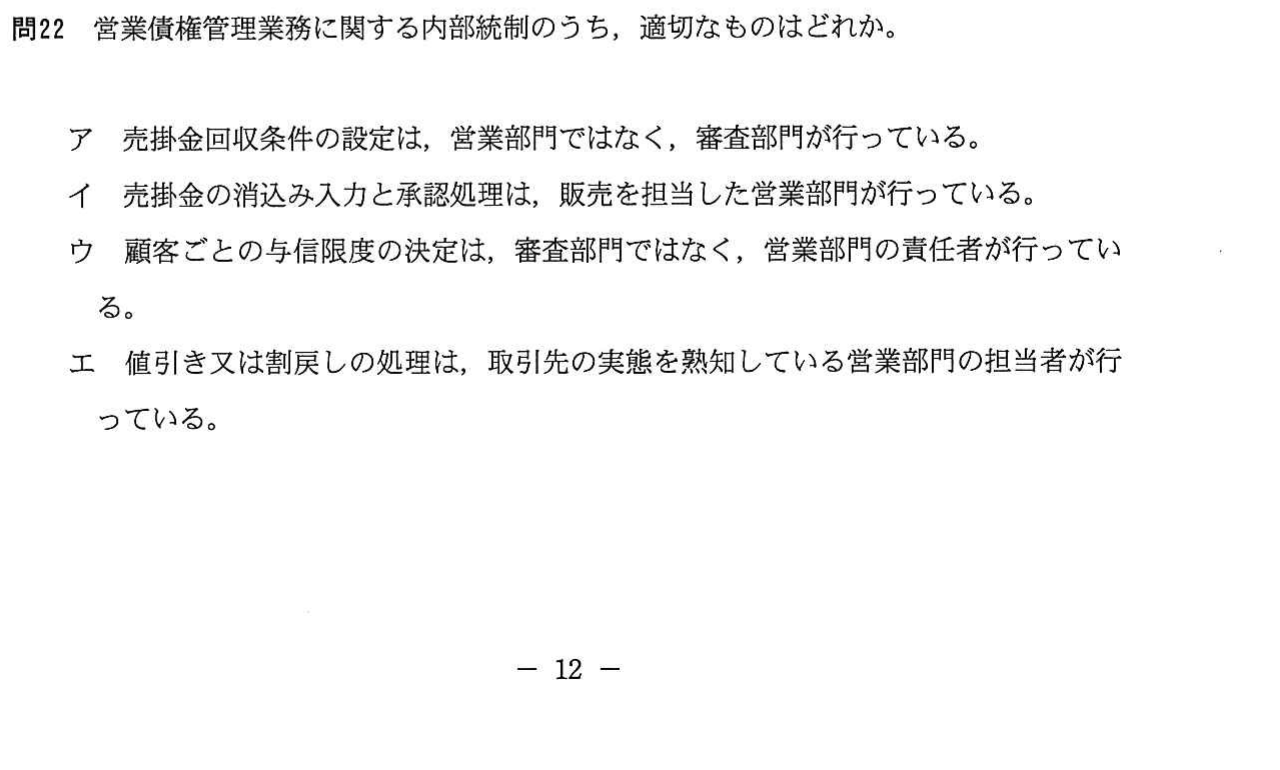 問22 営業債権管理業務に関する内部統制のうち，適切なものはどれか。
ア 売掛金回収条件の設定は，営業部門ではなく，審査部門が行っている。
イ 売掛金の消込み入力と承認処理は，販売を担当した営業部門が行っている。
ウ 顧客ごとの与信限度の決定は，審査部門ではなく，営業部門の責任者が行ってい
る。
エ 値引き又は割戻しの処理は，取引先の実態を熟知している営業部門の担当者が行
っている。
－ 12 －